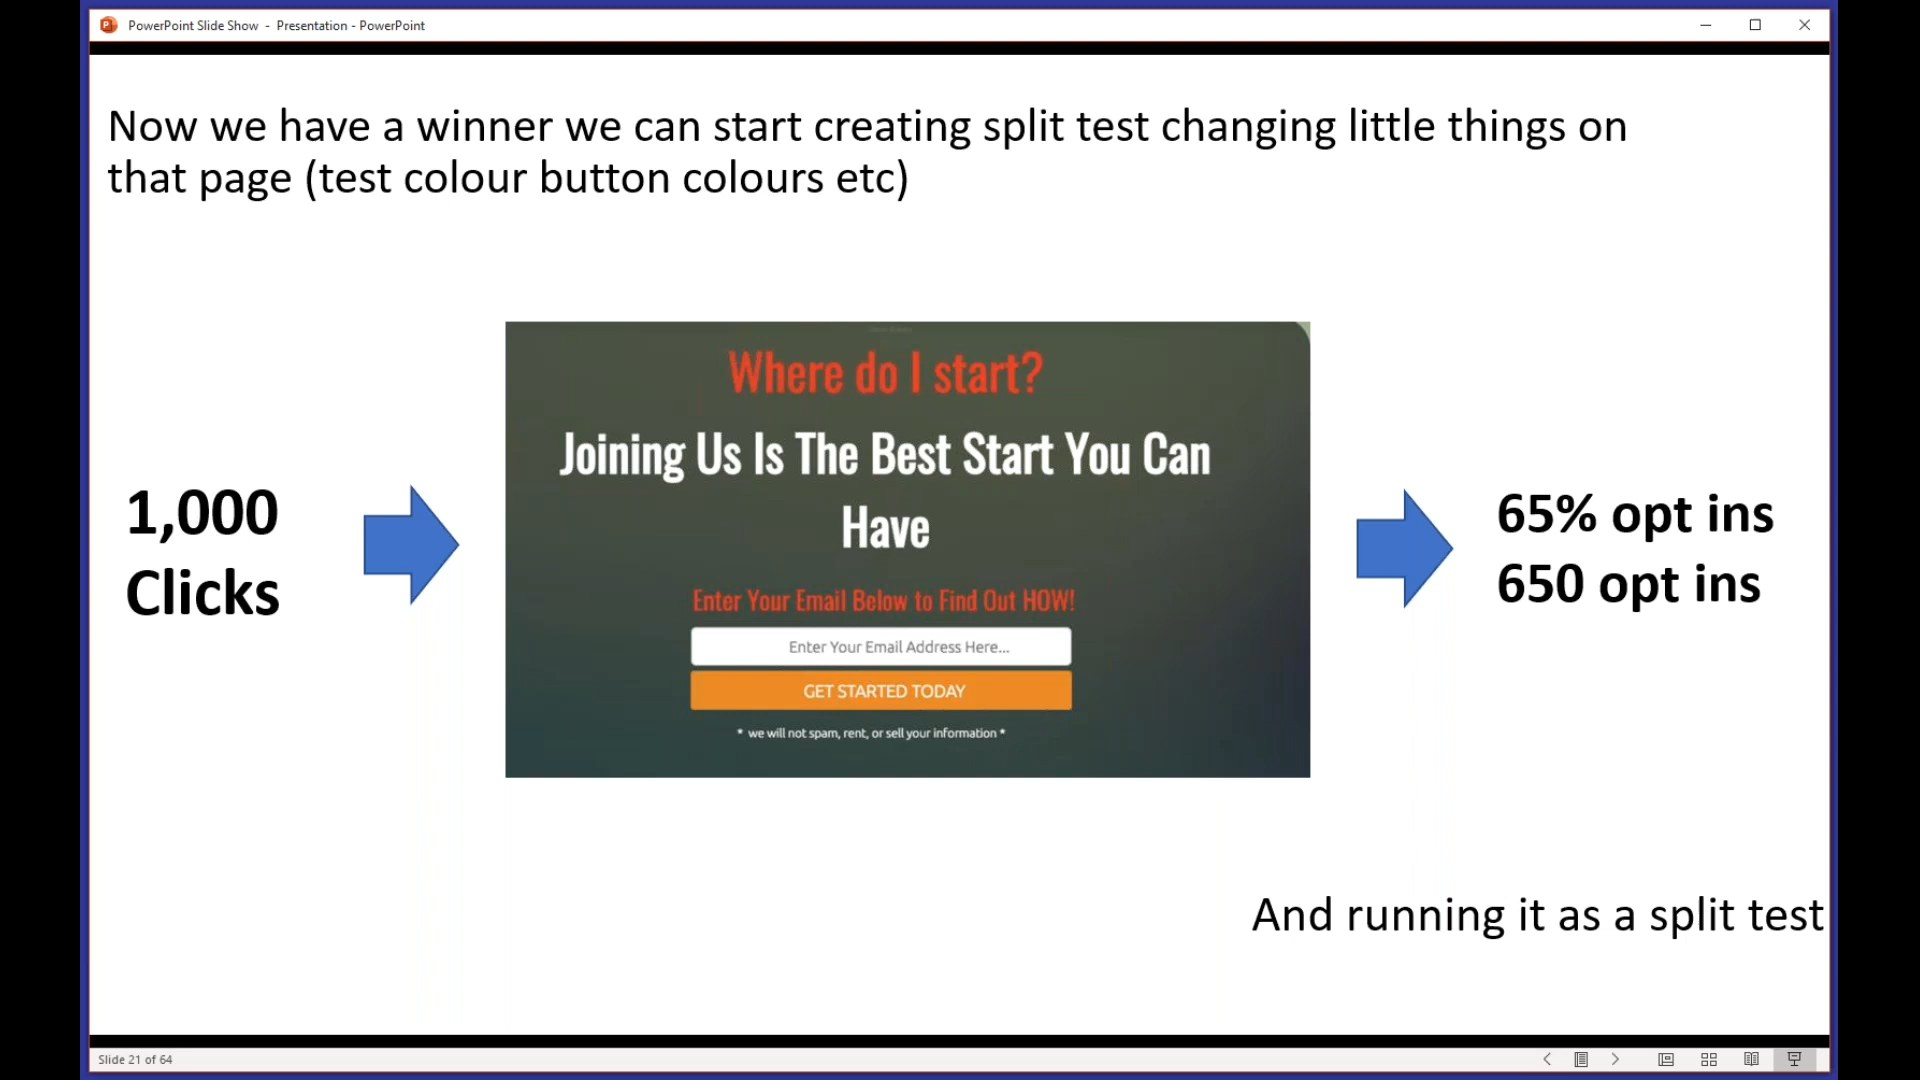 PowerPoint Slide Show - Presentation - PowerPoint
Now we have a winner we can start creating split test changing little things on
that page (test colour button colours etc)
Where do I start?
Joining Us Is The Best Start You Can
Have
Enter Your Email Below to Find Out HOW!
Enter Your Email Address Here...
GET STARTED TODAY
* we will not spam, rent, or sell your information *
1,000
Clicks
65% opt ins
650 opt ins
And running it as a split test
Slide 21 of 64